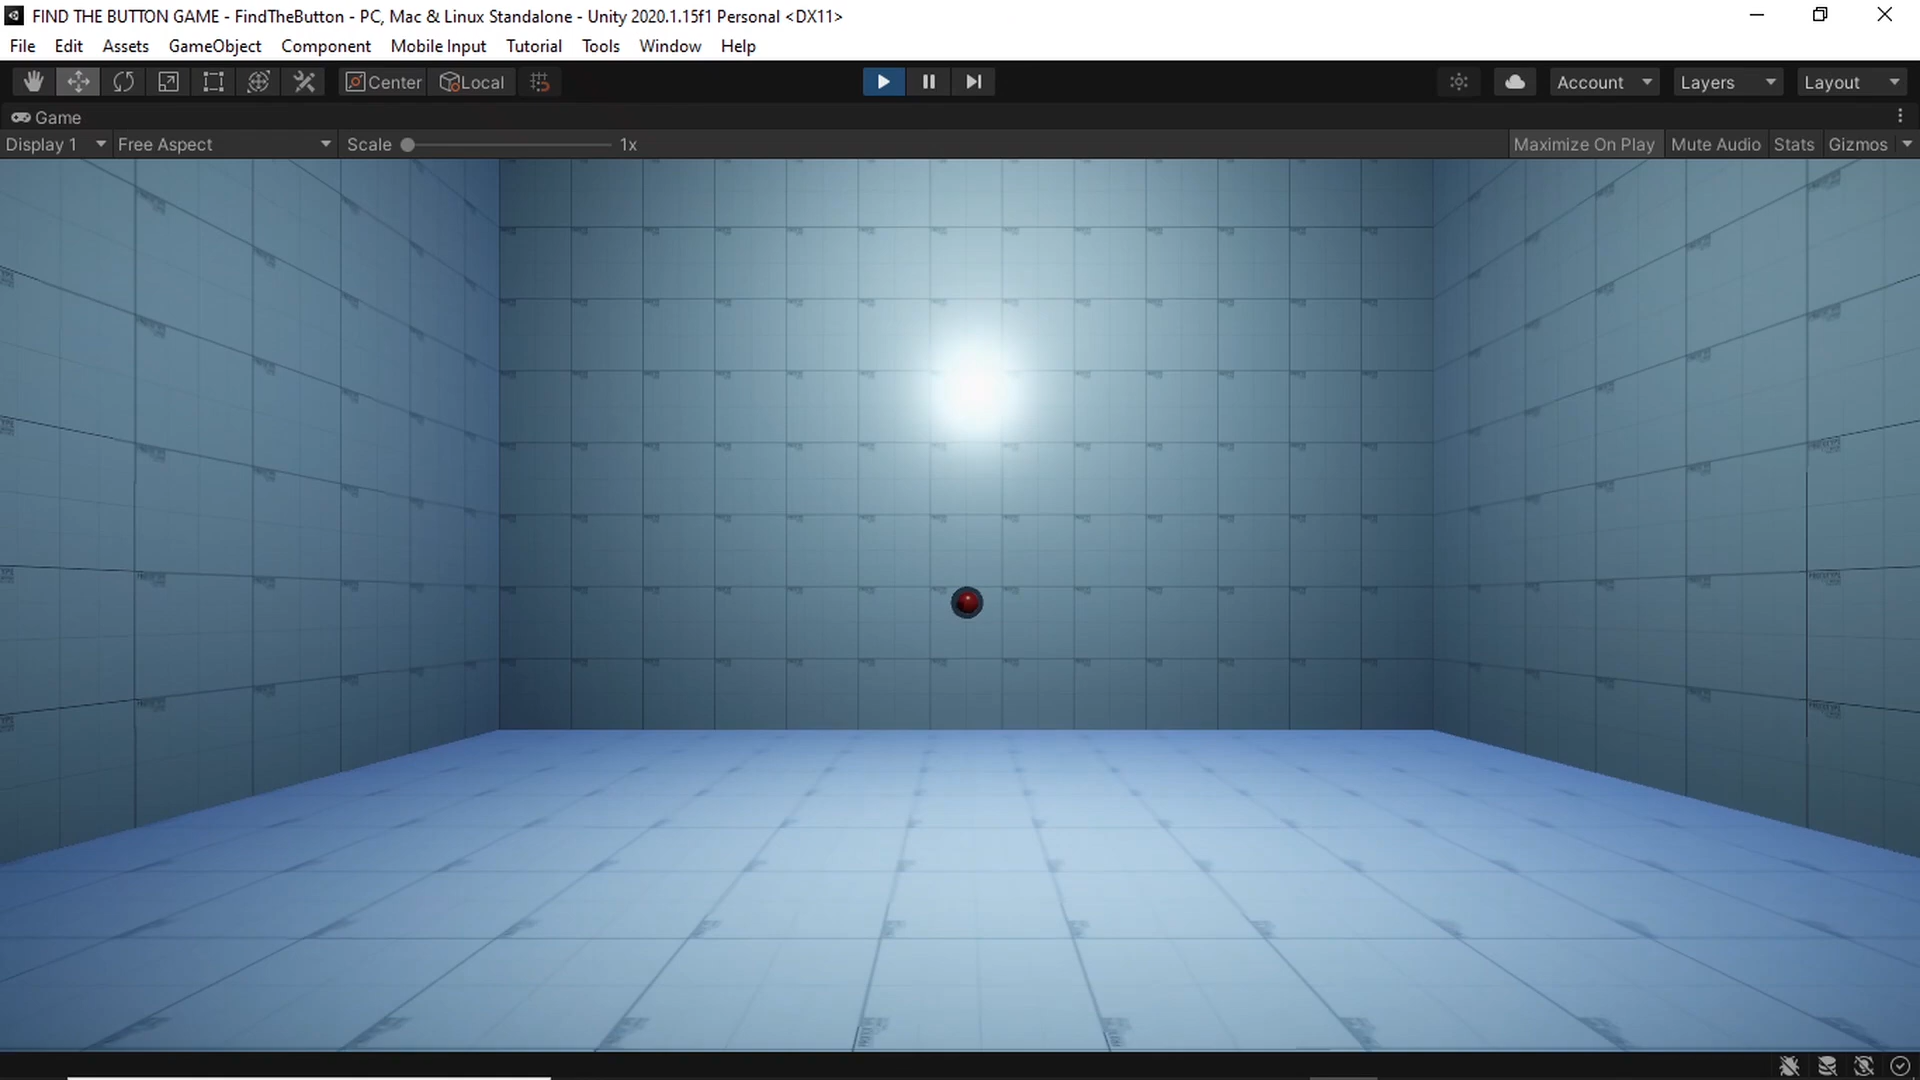 FIND THE BUTTON GAME - FindTheButton - PC, Mac & Linux Standalone - Unity 2020.1.15f1 Personal <DX11>
File Edit Assets GameObject Component Mobile Input Tutorial Tools Window Help
Center Local Account Layers Layout
Game
Display 1 Free Aspect Scale 1x Maximize On Play Mute Audio Stats Gizmos